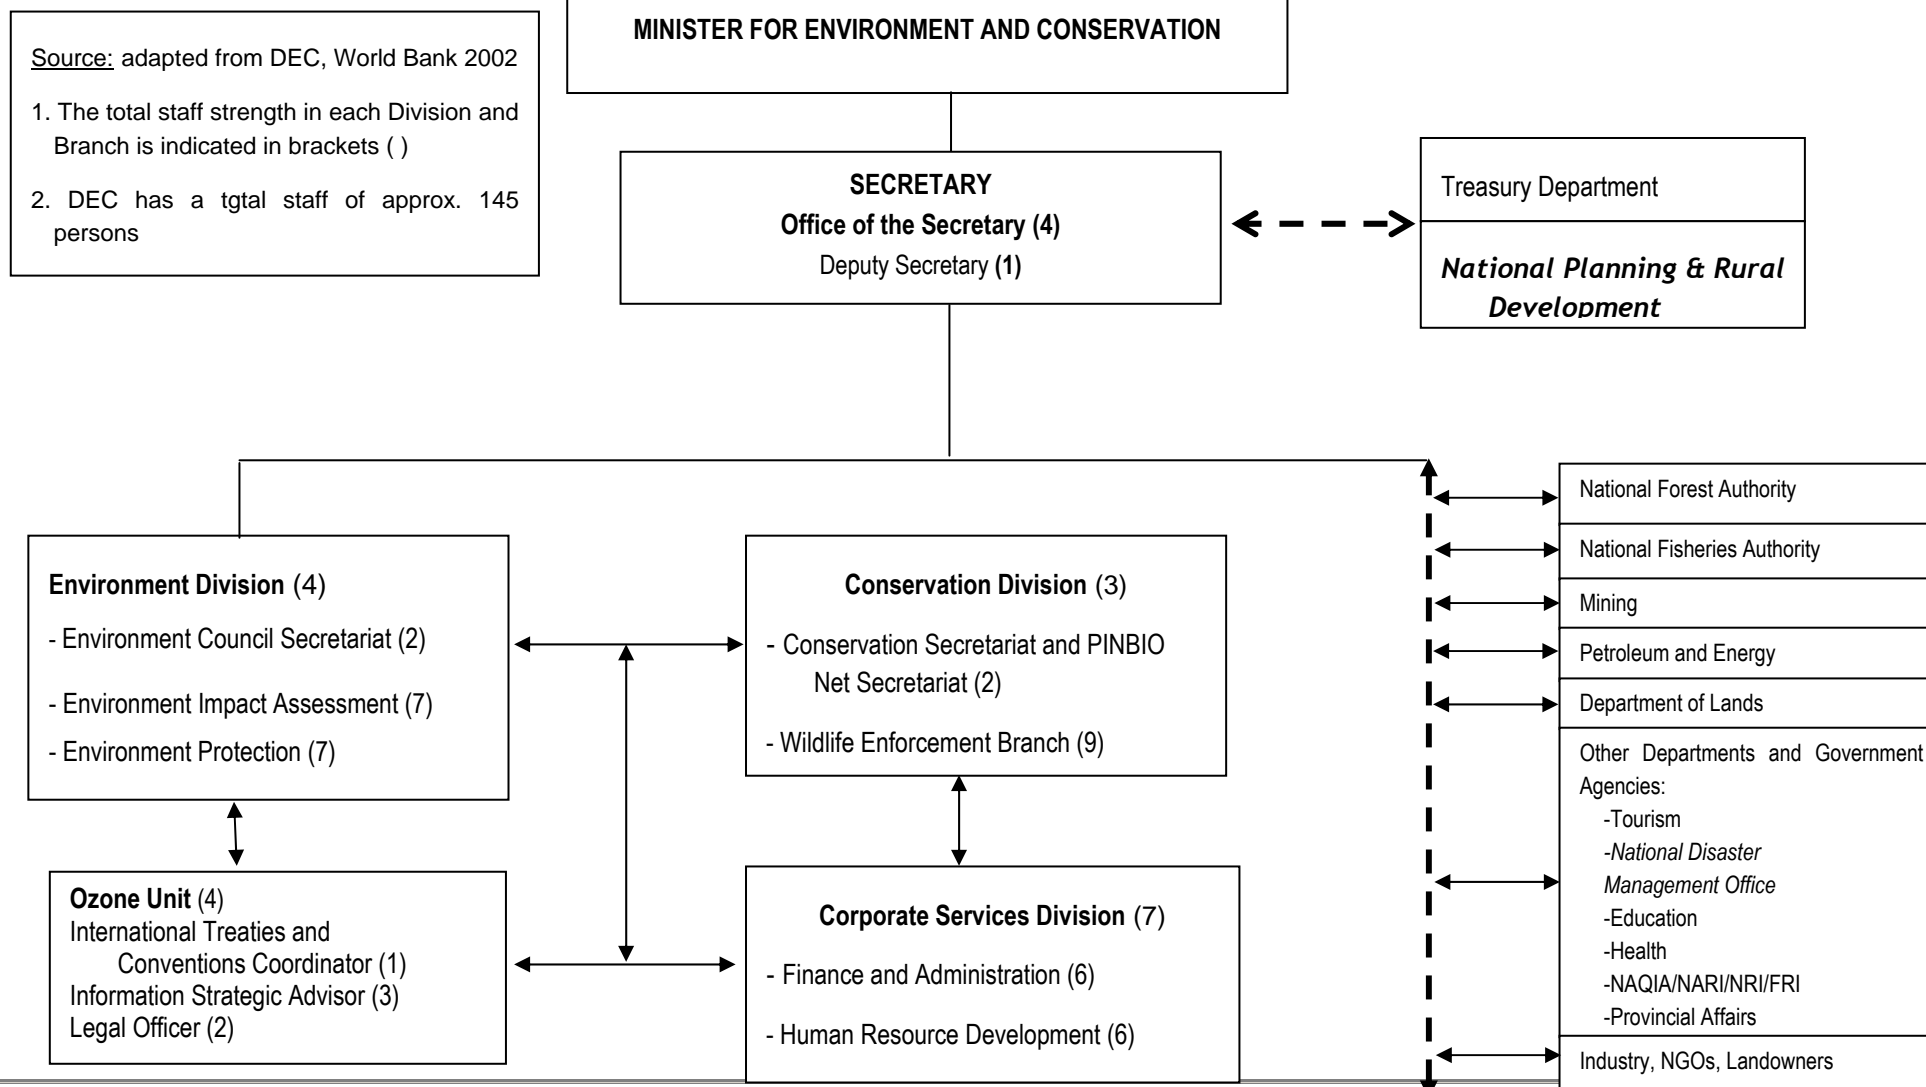 Source: adapted from DEC, World Bank 2002
1. The total staff strength in each Division and
Branch is indicated in brackets ( )
2. DEC has a tgtal staff of approx. 145
persons
MINISTER FOR ENVIRONMENT AND CONSERVATION
SECRETARY
Office of the Secretary (4)
Deputy Secretary (1)
Treasury Department
National Planning & Rural
Development
Environment Division (4)
- Environment Council Secretariat (2)
- Environment Impact Assessment (7)
- Environment Protection (7)
Conservation Division (3)
- Conservation Secretariat and PINBIO
Net Secretariat (2)
- Wildlife Enforcement Branch (9)
Ozone Unit (4)
International Treaties and
Conventions Coordinator (1)
Information Strategic Advisor (3)
Legal Officer (2)
Corporate Services Division (7)
- Finance and Administration (6)
- Human Resource Development (6)
National Forest Authority
National Fisheries Authority
Mining
Petroleum and Energy
Department of Lands
Other Departments and Government
Agencies:
-Tourism
-National Disaster
Management Office
-Education
-Health
-NAQIA/NARI/NRI/FRI
-Provincial Affairs
Industry, NGOs, Landowners